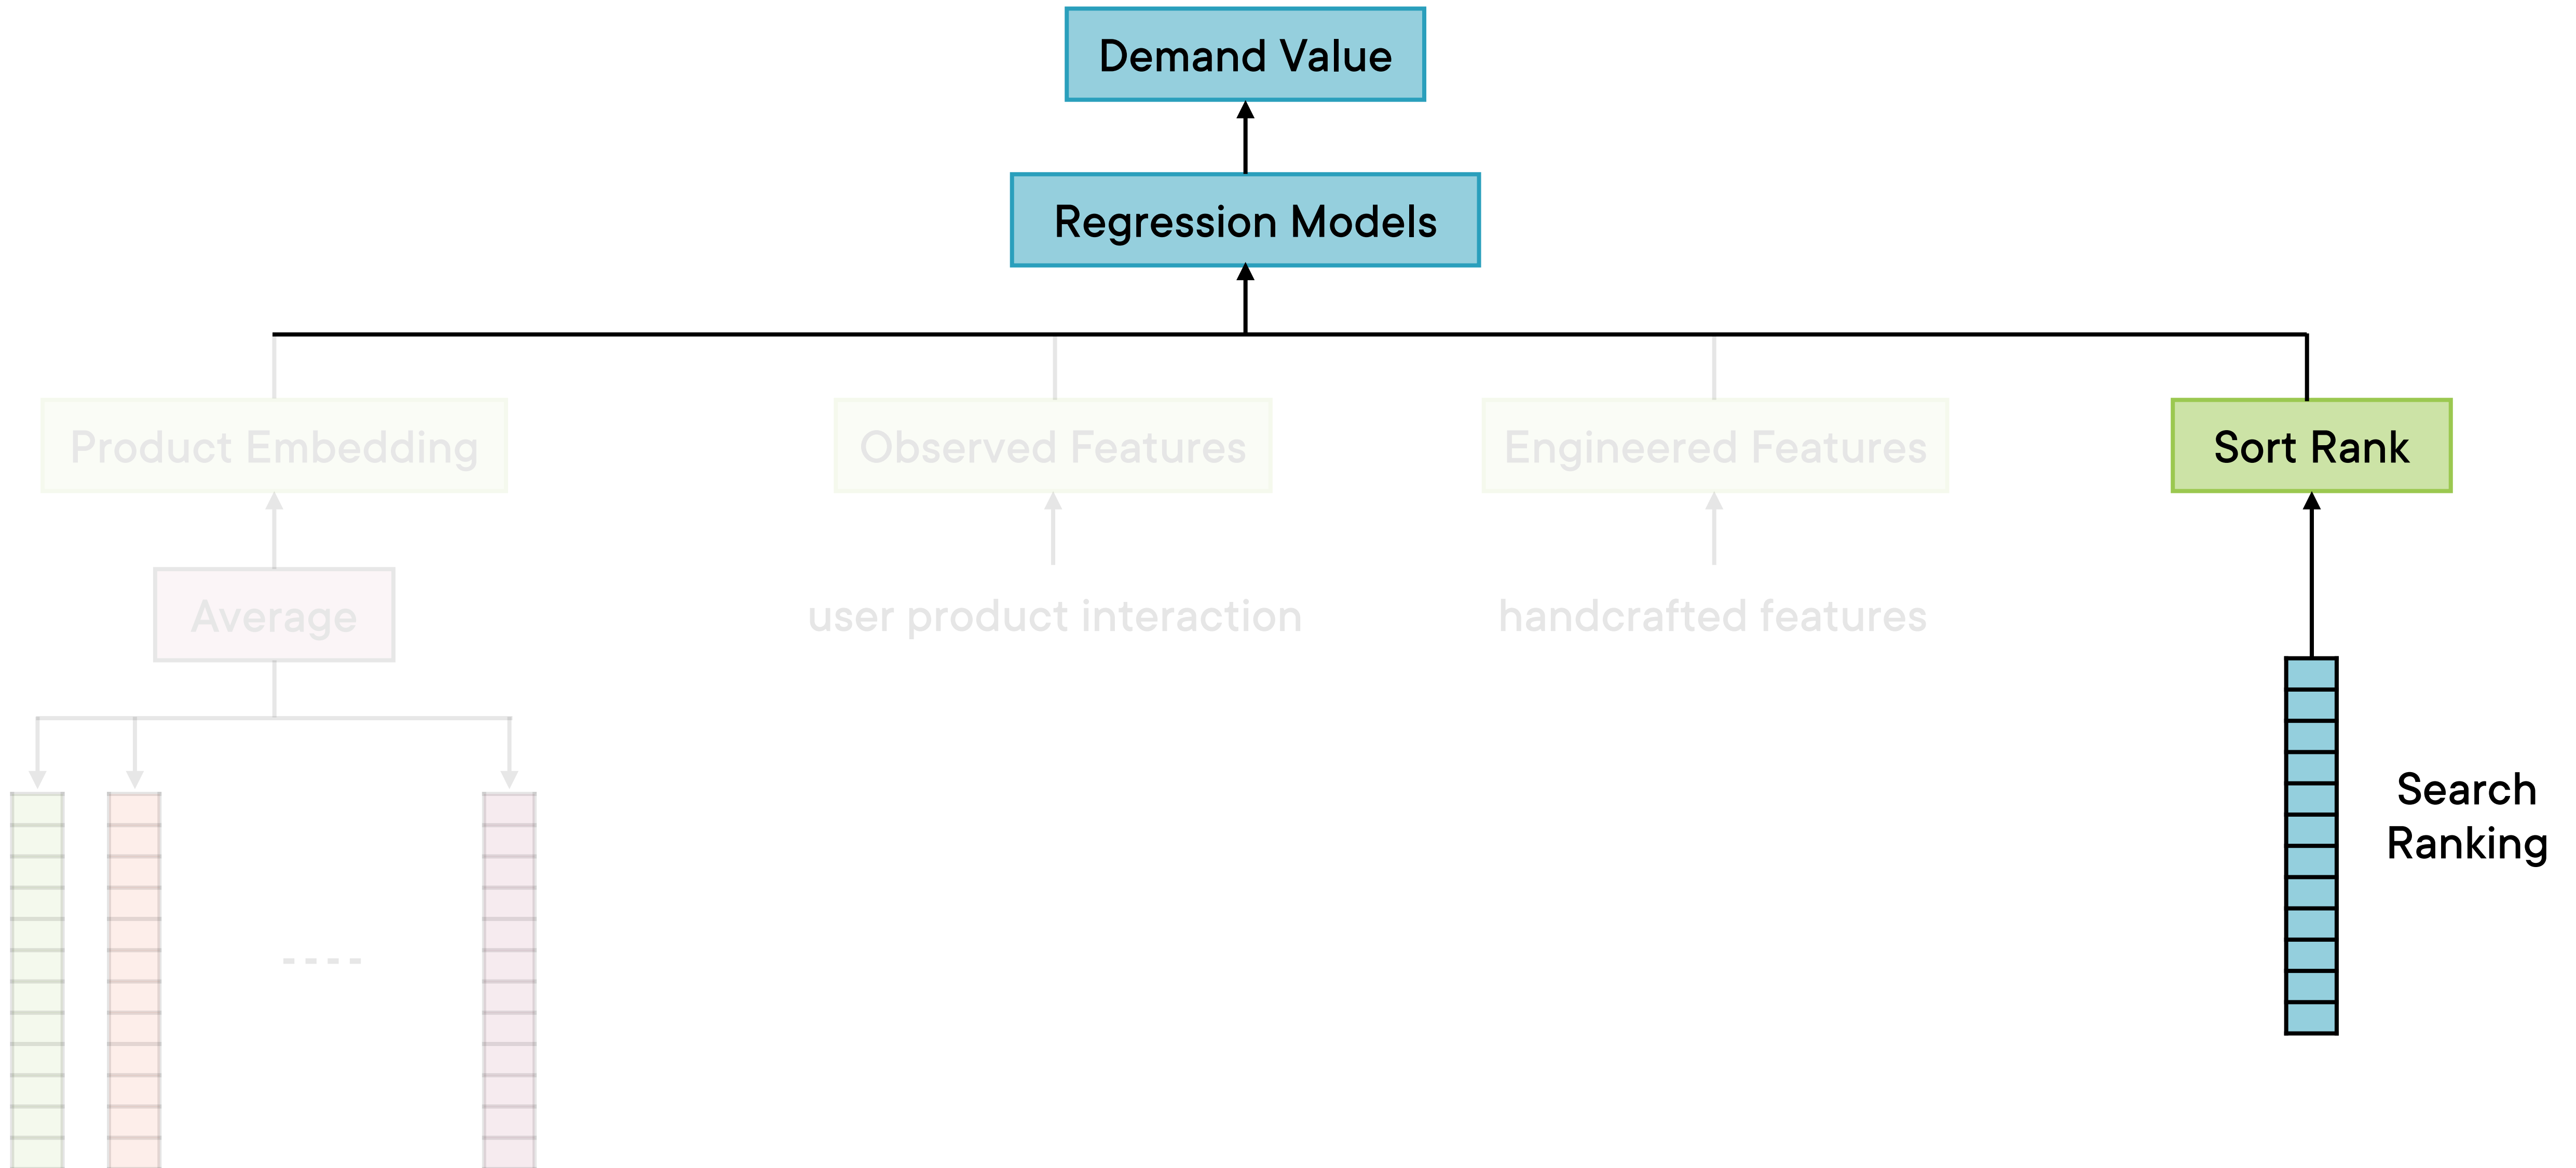 Demand Value
Regression Models
Product Embedding
Observed Features
Engineered Features
Sort Rank
Average
user product interaction
handcrafted features
Search
Ranking